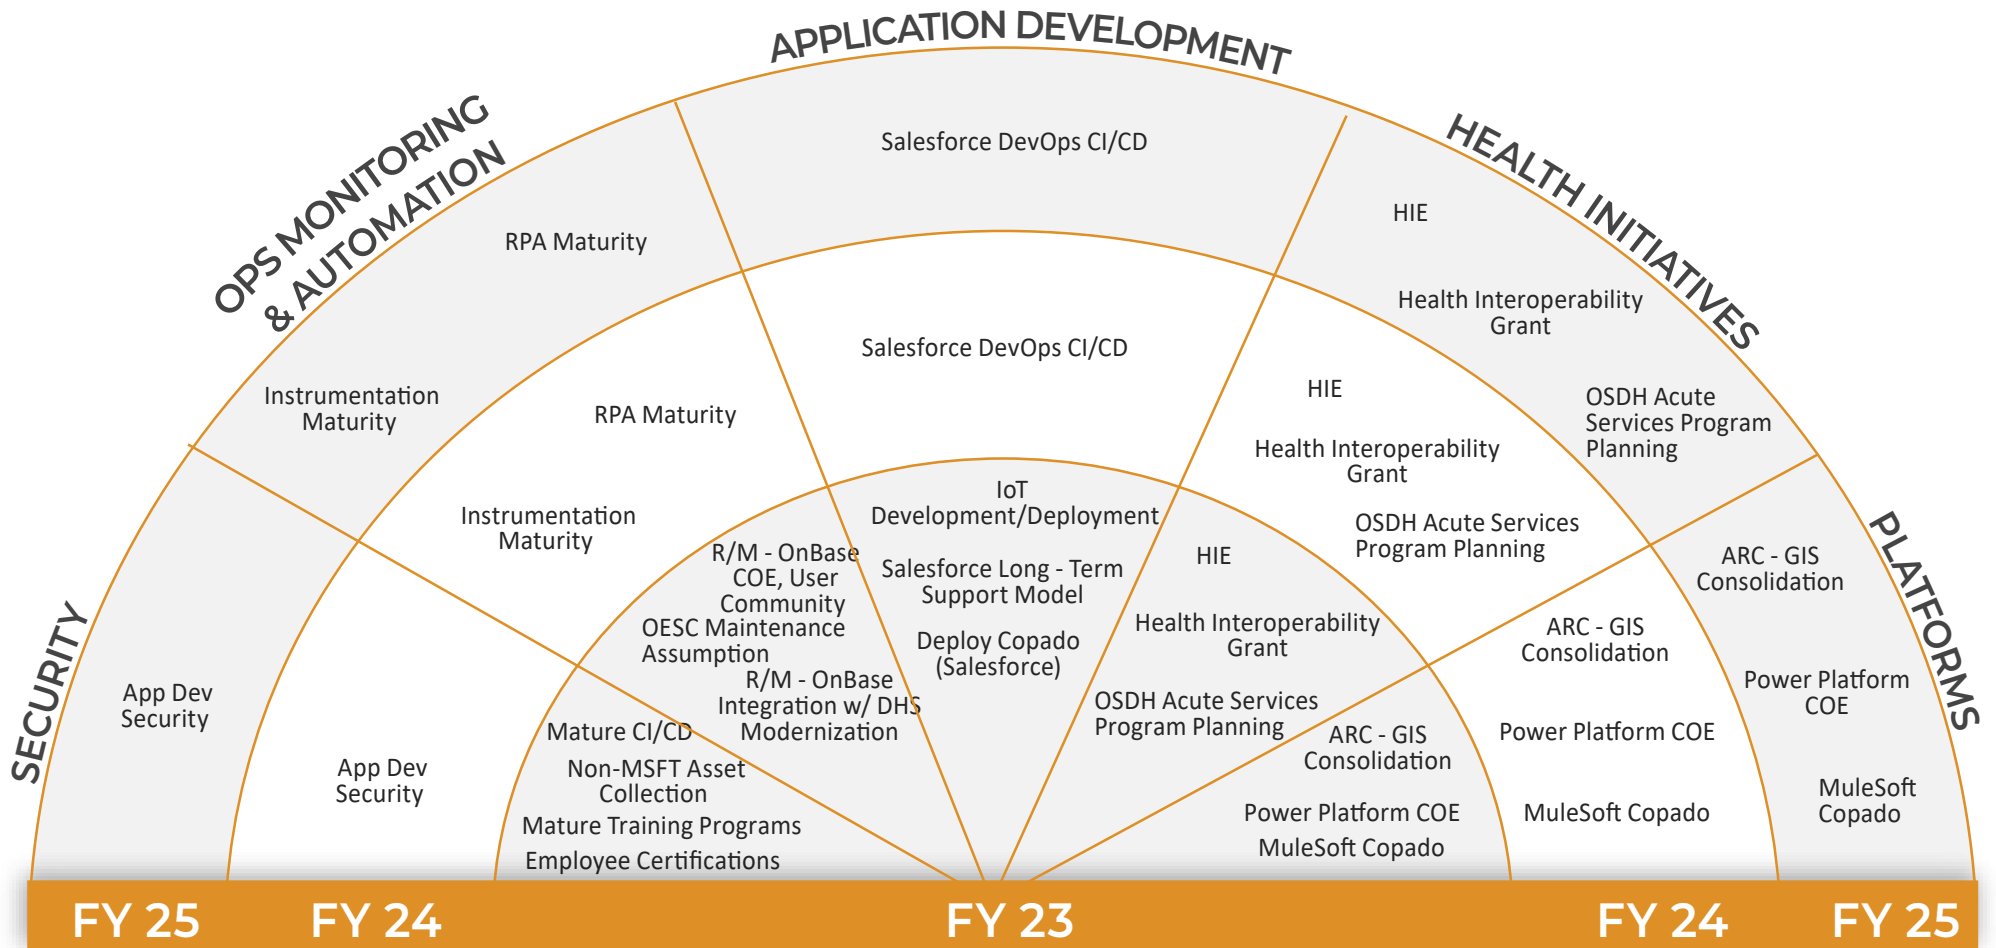 APPLICATION DEVELOPMENT
OPS MONITORING
& AUTOMATION
HEALTH INITIATIVES
SECURITY
PLATFORMS
Salesforce DevOps CI/CD
RPA Maturity
Instrumentation
Maturity
App Dev
Security
HIE
Health Interoperability
Grant
OSDH Acute
Services Program
Planning
ARC - GIS
Consolidation
Power Platform
COE
MuleSoft
Copado
Salesforce DevOps CI/CD
RPA Maturity
Instrumentation
Maturity
App Dev
Security
HIE
Health Interoperability
Grant
OSDH Acute Services
Program Planning
ARC - GIS
Consolidation
Power Platform COE
MuleSoft Copado
IoT
Development/Deployment
Salesforce Long - Term
Support Model
Deploy Copado
(Salesforce)
R/M - OnBase
COE, User
Community
OESC Maintenance
Assumption
R/M - OnBase
Integration w/ DHS
Modernization
Mature CI/CD
Non-MSFT Asset
Collection
Mature Training Programs
Employee Certifications
HIE
Health Interoperability
Grant
OSDH Acute Services
Program Planning
ARC - GIS
Consolidation
Power Platform COE
MuleSoft Copado
FY 25
FY 24
FY 23
FY 24
FY 25